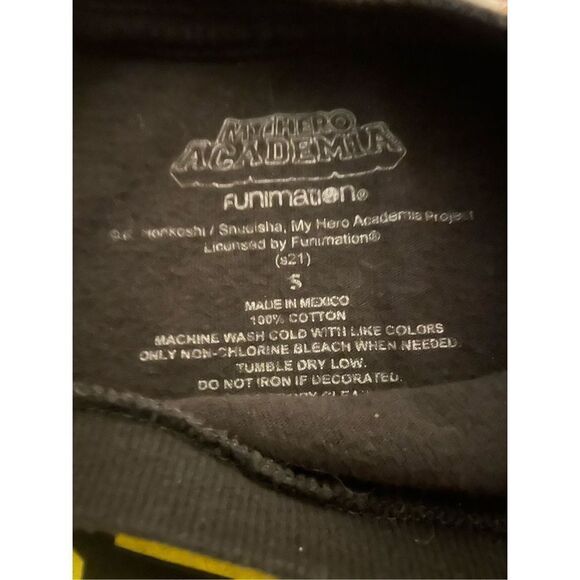 MY HERO
ACADEMIA
FUNIMATION®
Horikoshi / Shueisha, My Hero Academia Project
Licensed by Funimation®
(s21)
S
MADE IN MEXICO
100% COTTON
MACHINE WASH COLD WITH LIKE COLORS
ONLY NON-CHLORINE BLEACH WHEN NEEDED.
TUMBLE DRY LOW.
DO NOT IRON IF DECORATED.